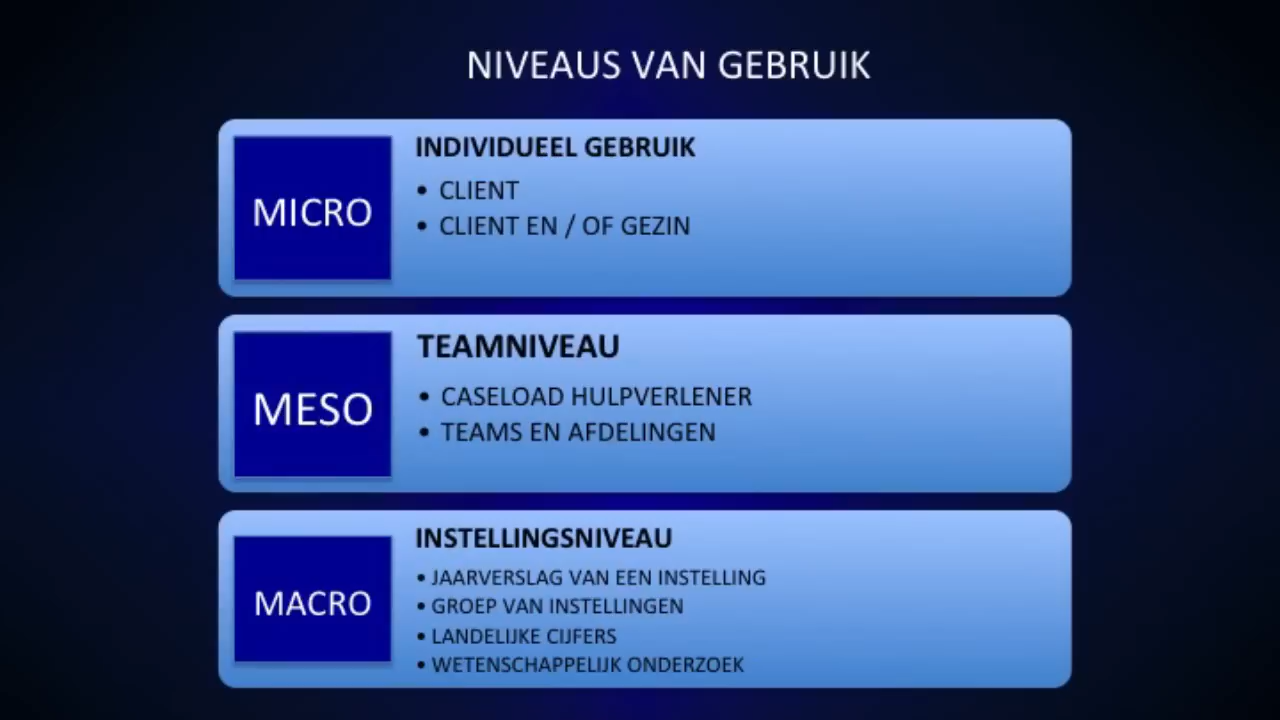 NIVEAUS VAN GEBRUIK
MICRO
INDIVIDUEEL GEBRUIK
• CLIENT
• CLIENT EN / OF GEZIN
MESO
TEAMNIVEAU
• CASELOAD HULPVERLENER
• TEAMS EN AFDELINGEN
MACRO
INSTELLINGSNIVEAU
• JAARVERSLAG VAN EEN INSTELLING
• GROEP VAN INSTELLINGEN
• LANDELIJKE CIJFERS
• WETENSCHAPPELIJK ONDERZOEK